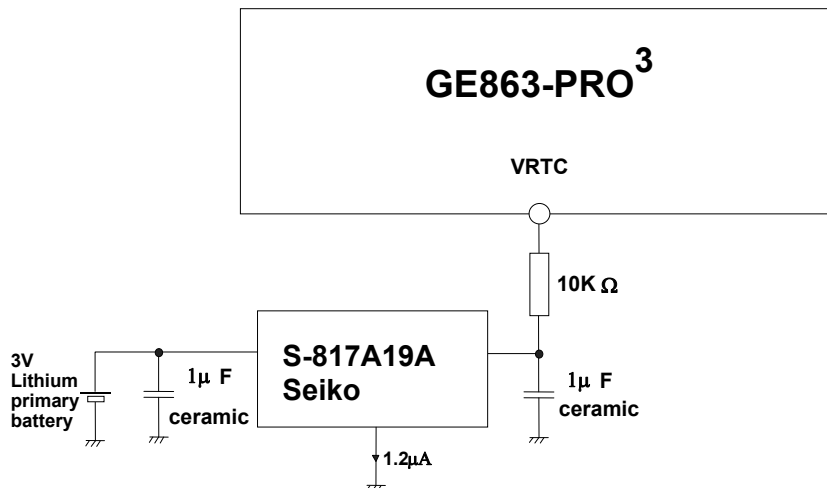 GE863-PRO³
VRTC
10K Ω
S-817A19A
Seiko
3V
Lithium
primary
battery
1μ F
ceramic
1μ F
ceramic
1.2μA